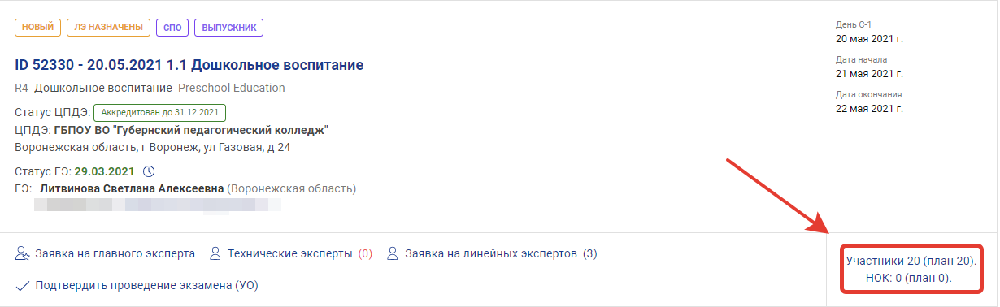 НОВЫЙ ЛЭ НАЗНАЧЕНЫ СПО ВЫПУСКНИК
ID 52330 - 20.05.2021 1.1 Дошкольное воспитание
R4 Дошкольное воспитание Preschool Education
Статус ЦПДЭ: Аккредитован до 31.12.2021
ЦПДЭ: ГБПОУ ВО "Губернский педагогический колледж"
Воронежская область, г Воронеж, ул Газовая, д 24
Статус ГЭ: 29.03.2021
ГЭ: Литвинова Светлана Алексеевна (Воронежская область)
День С-1
20 мая 2021 г.
Дата начала
21 мая 2021 г.
Дата окончания
22 мая 2021 г.
Заявка на главного эксперта Технические эксперты (0) Заявка на линейных экспертов (3)
Подтвердить проведение экзамена (УО)
Участники 20 (план 20).
НОК: 0 (план 0).